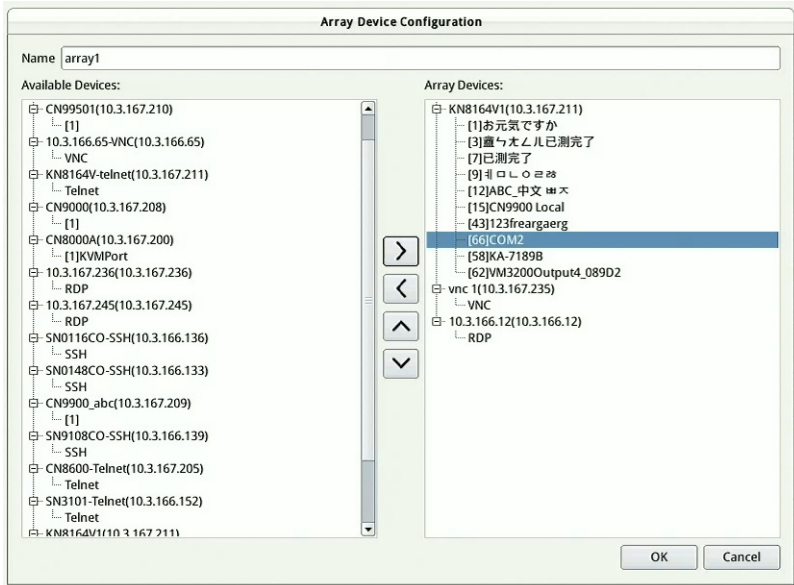 Array Device Configuration
Name array1
Available Devices:
CN99501(10.3.167.210)
[1]
10.3.166.65-VNC(10.3.166.65)
VNC
KN8164V-telnet(10.3.167.211)
Telnet
CN9000(10.3.167.208)
[1]
CN8000A(10.3.167.200)
[1]KVMPort
10.3.167.236(10.3.167.236)
RDP
10.3.167.245(10.3.167.245)
RDP
SN0116CO-SSH(10.3.166.136)
SSH
SN0148CO-SSH(10.3.166.133)
SSH
CN9900_abc(10.3.167.209)
[1]
SN9108CO-SSH(10.3.166.139)
SSH
CN8600-Telnet(10.3.167.205)
Telnet
SN3101-Telnet(10.3.166.152)
Telnet
KN8164V1(10.3.167.211)
Array Devices:
KN8164V1(10.3.167.211)
[1]お元気ですか
[7]已測完了
[12]ABC_中文 ㅃㅈ
[15]CN9900 Local
[43]123freargaerg
[66]COM2
[58]KA-7189B
[62]VM3200Output4_089D2
vnc 1(10.3.167.235)
VNC
10.3.166.12(10.3.166.12)
RDP
OK
Cancel